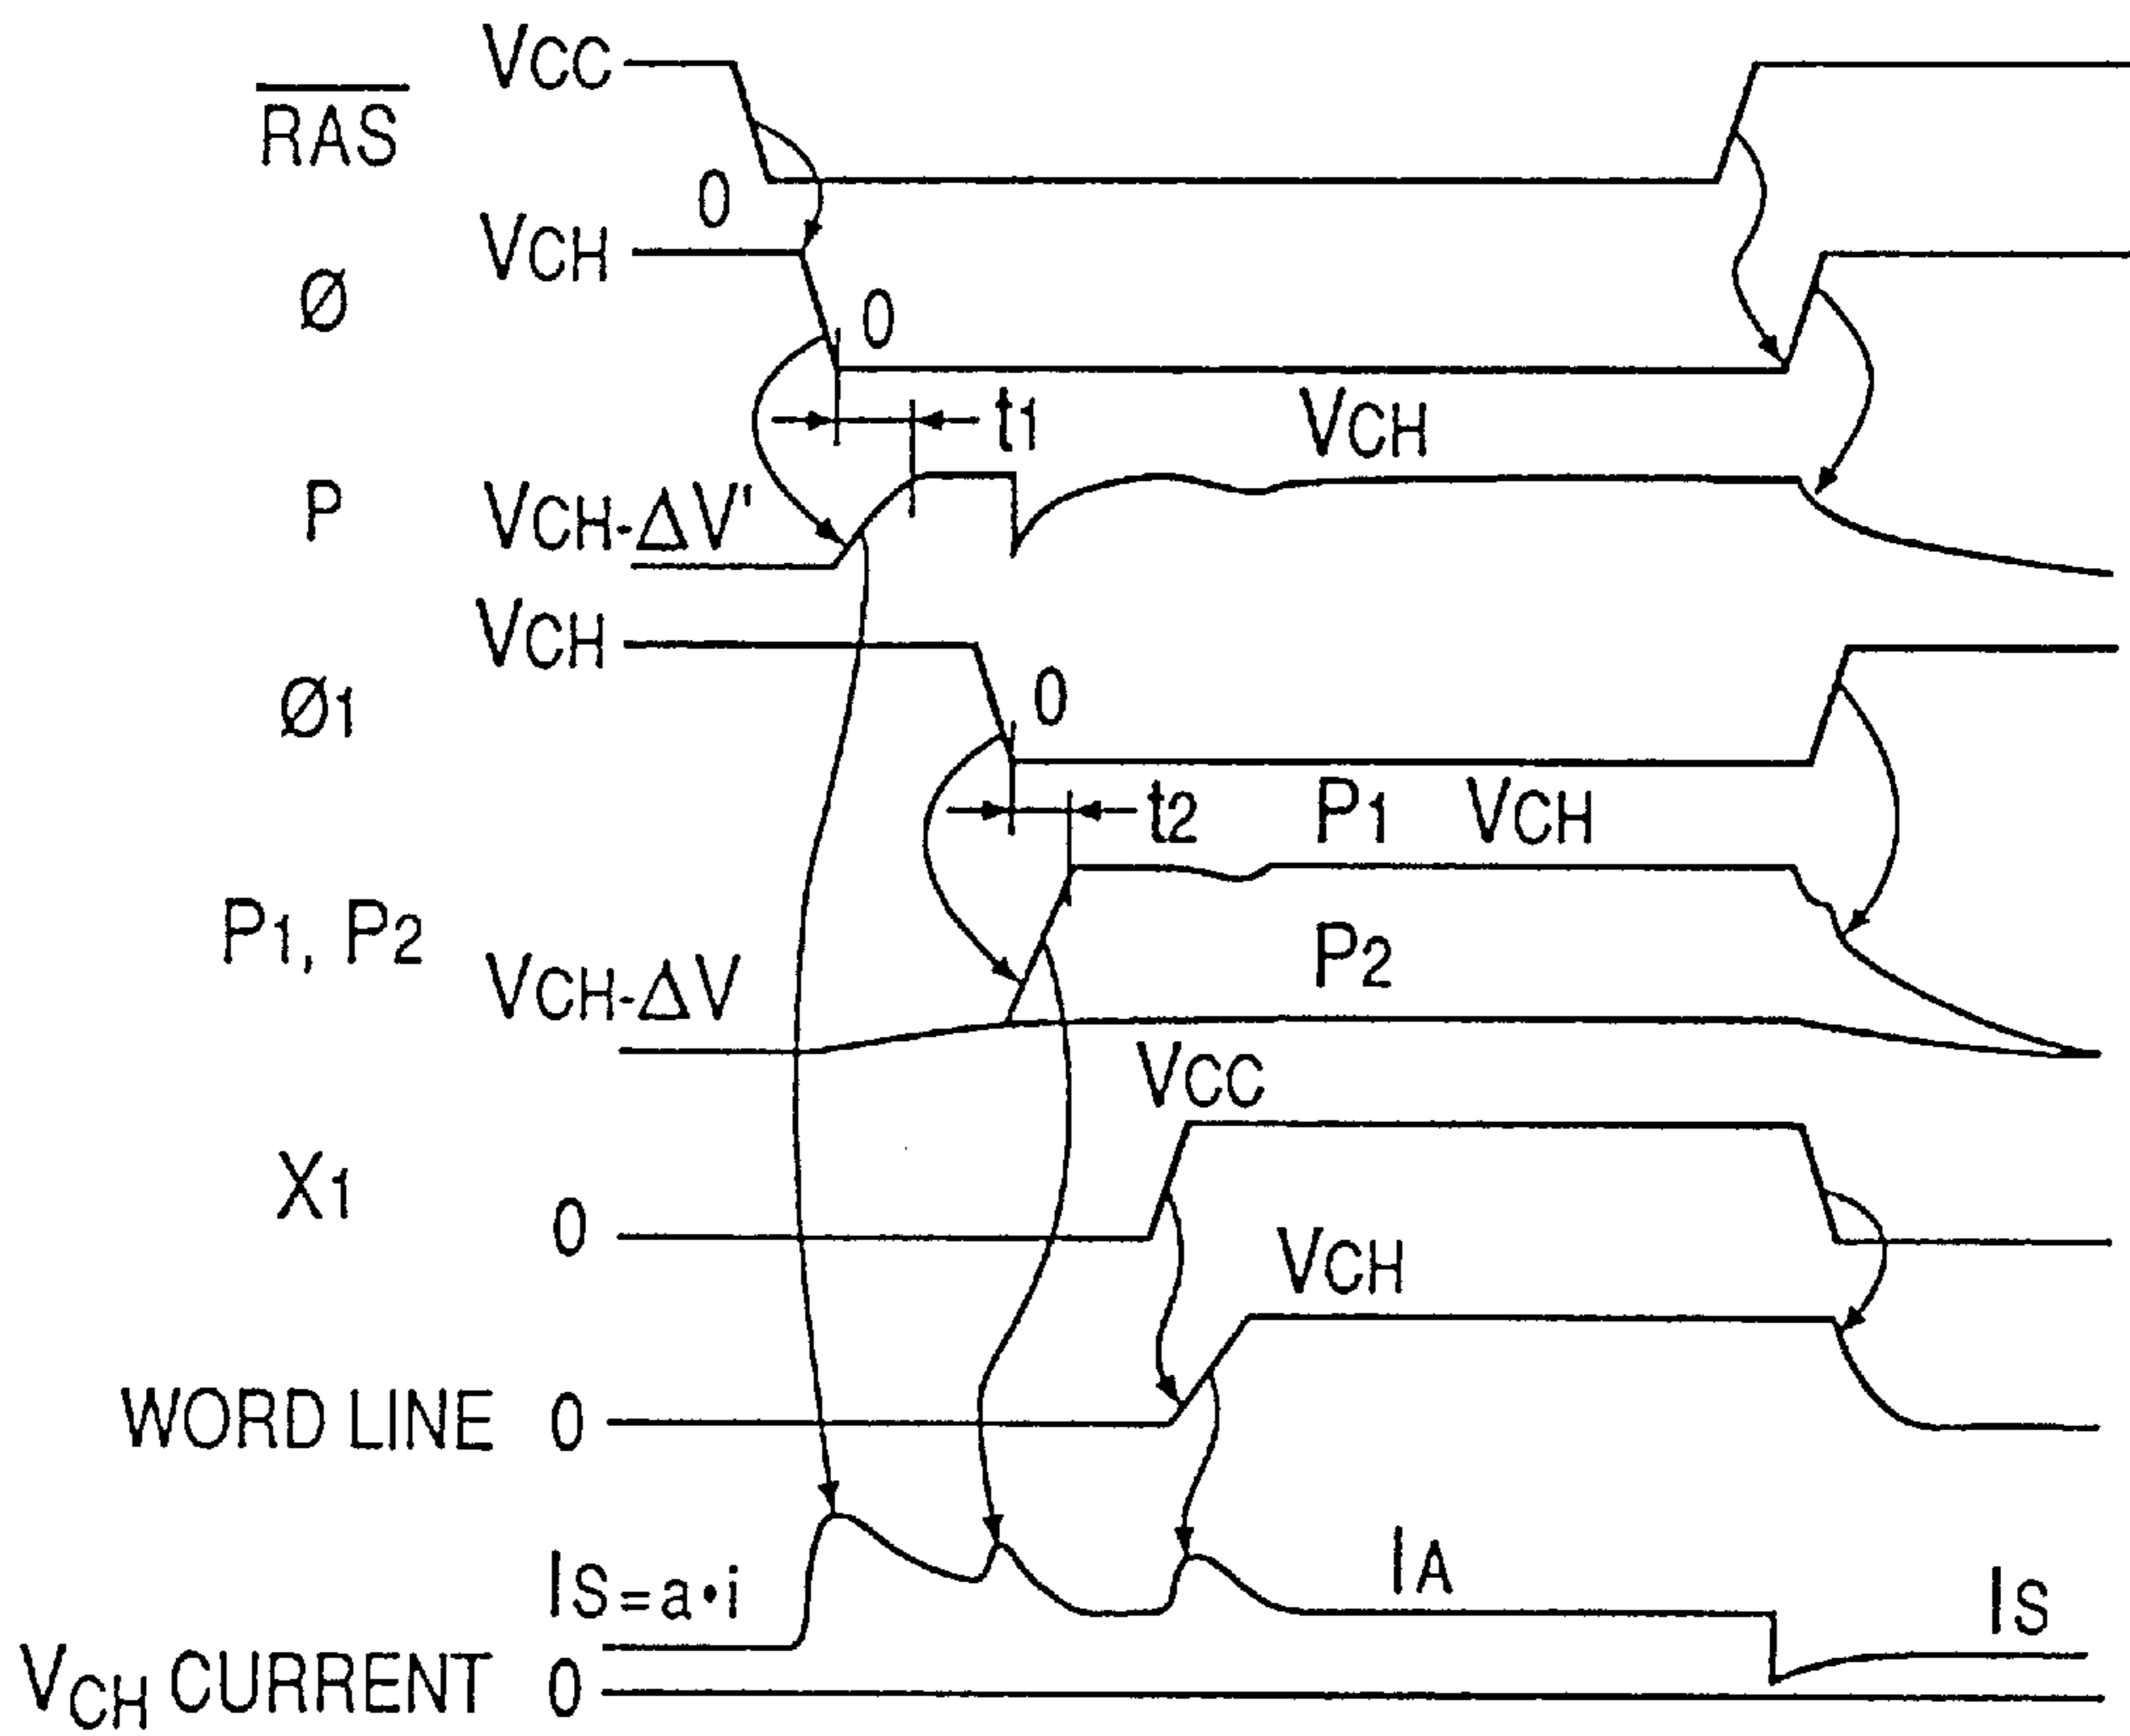 VCC
RAS
0
VCH
Ø
0
t1
VCH
P
VCH-ΔV'
VCH
Ø1
0
t2
P1 VCH
P1, P2
P2
VCH-ΔV
VCC
X1
0
VCH
WORD LINE 0
IA
IS=a•i
IS
VCH CURRENT 0